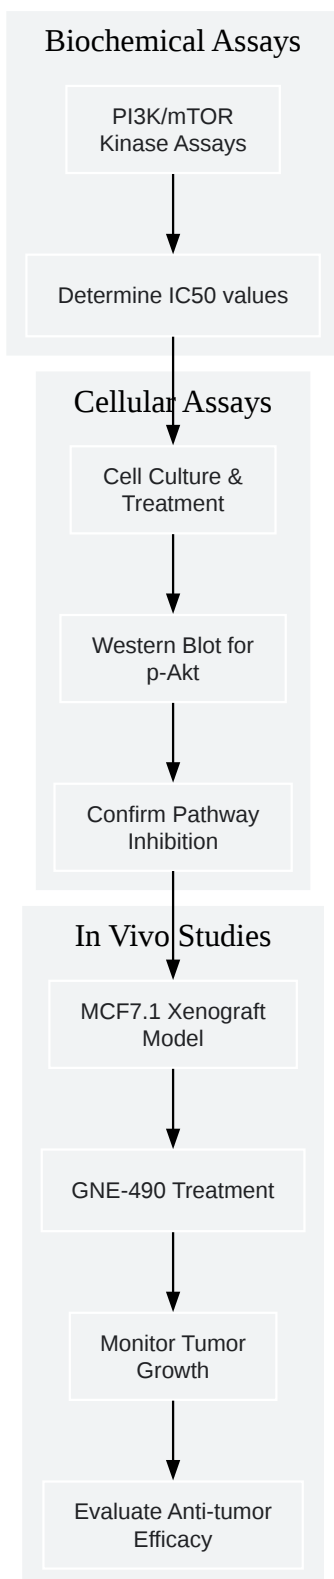 Biochemical Assays
PI3K/mTOR
Kinase Assays
Determine IC50 values
Cellular Assays
Cell Culture &
Treatment
Western Blot for
p-Akt
Confirm Pathway
Inhibition
In Vivo Studies
MCF7.1 Xenograft
Model
GNE-490 Treatment
Monitor Tumor
Growth
Evaluate Anti-tumor
Efficacy